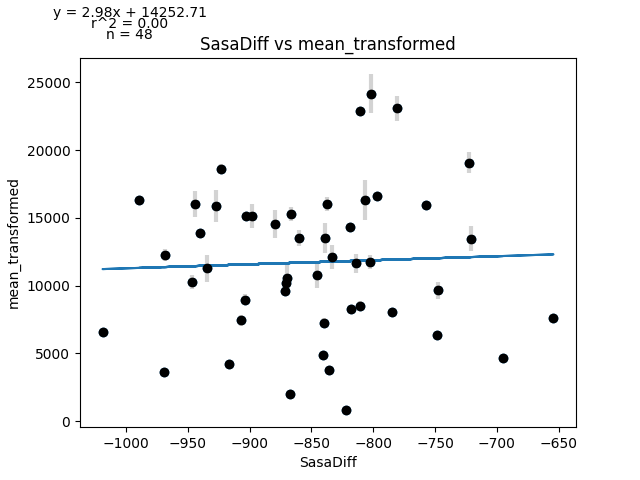 y = 2.98x + 14252.71
r^2 = 0.00
n = 48
SasaDiff vs mean_transformed
25000
20000
15000
10000
5000
0
mean_transformed
−1000 −950 −900 −850 −800 −750 −700 −650
SasaDiff